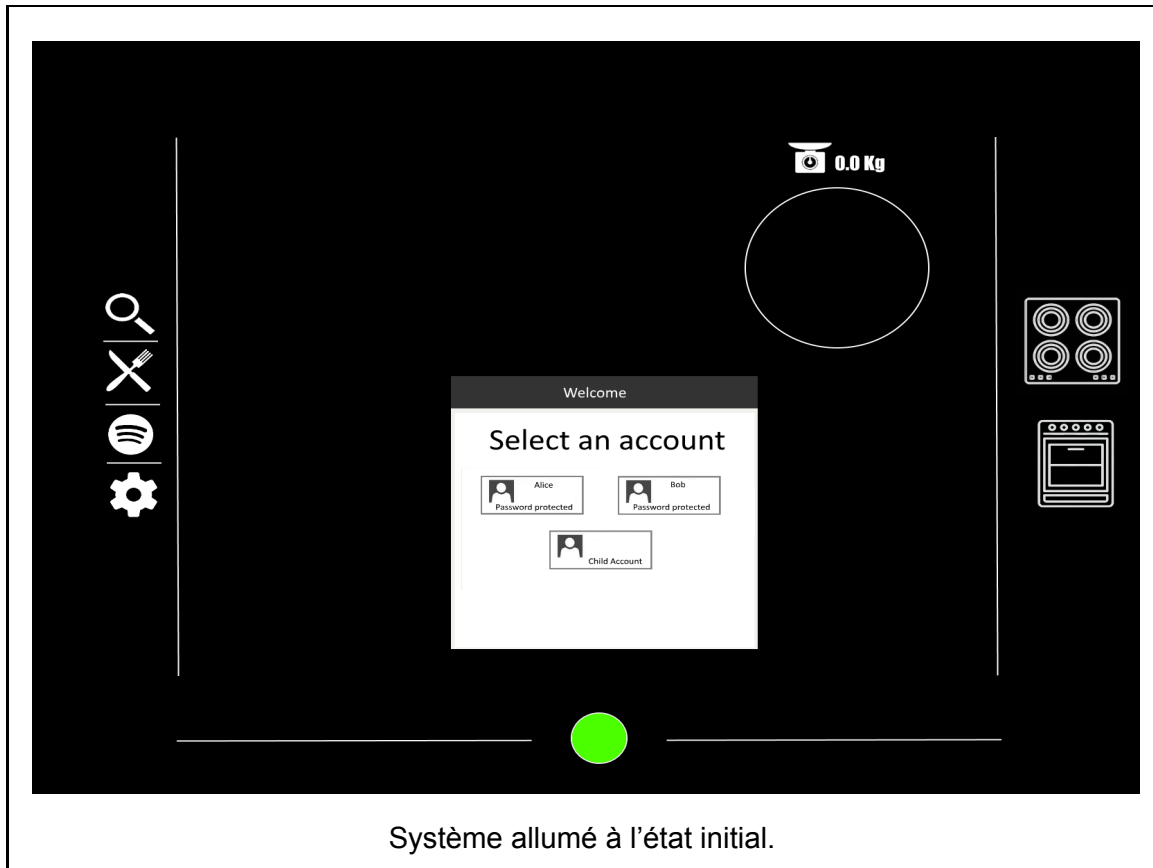 0.0 Kg
Welcome
Select an account
Alice
Password protected
Bob
Password protected
Child Account
Système allumé à l’état initial.